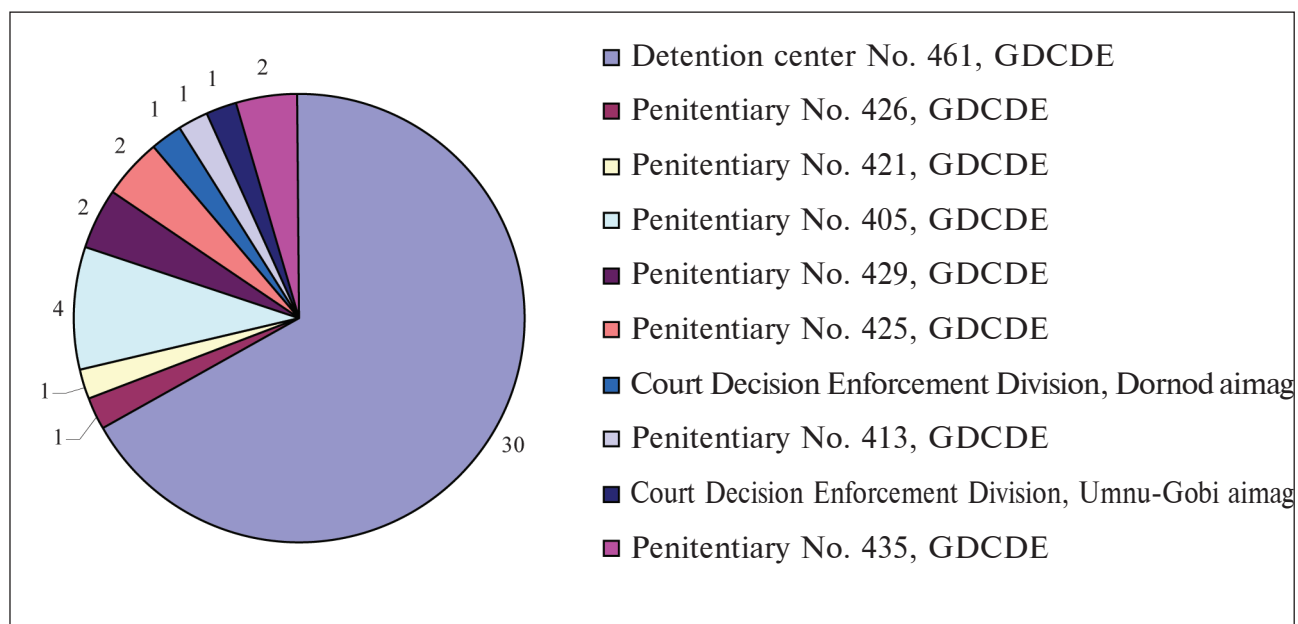 2
1
1
1
2
2
4
1
1
30
Detention center No. 461, GDCDE
Penitentiary No. 426, GDCDE
Penitentiary No. 421, GDCDE
Penitentiary No. 405, GDCDE
Penitentiary No. 429, GDCDE
Penitentiary No. 425, GDCDE
Court Decision Enforcement Division, Dornod aimag
Penitentiary No. 413, GDCDE
Court Decision Enforcement Division, Umnu-Gobi aimag
Penitentiary No. 435, GDCDE